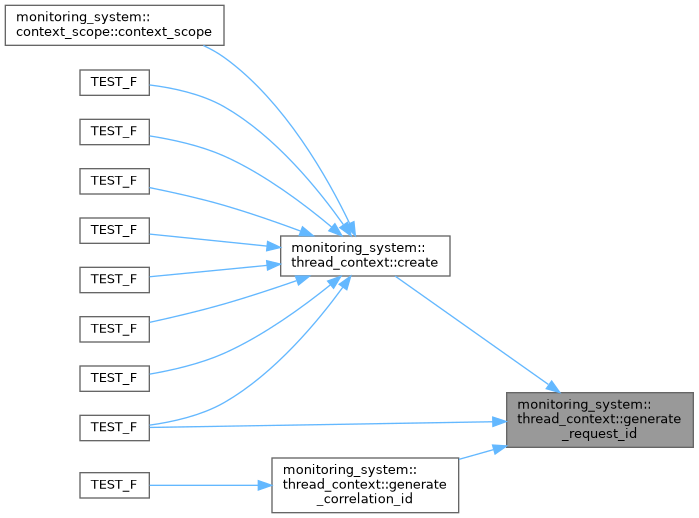 monitoring_system::
context_scope::context_scope
TEST_F
TEST_F
TEST_F
TEST_F
monitoring_system::
thread_context::create
TEST_F
TEST_F
TEST_F
TEST_F
monitoring_system::
thread_context::generate
_request_id
monitoring_system::
thread_context::generate
_correlation_id
TEST_F